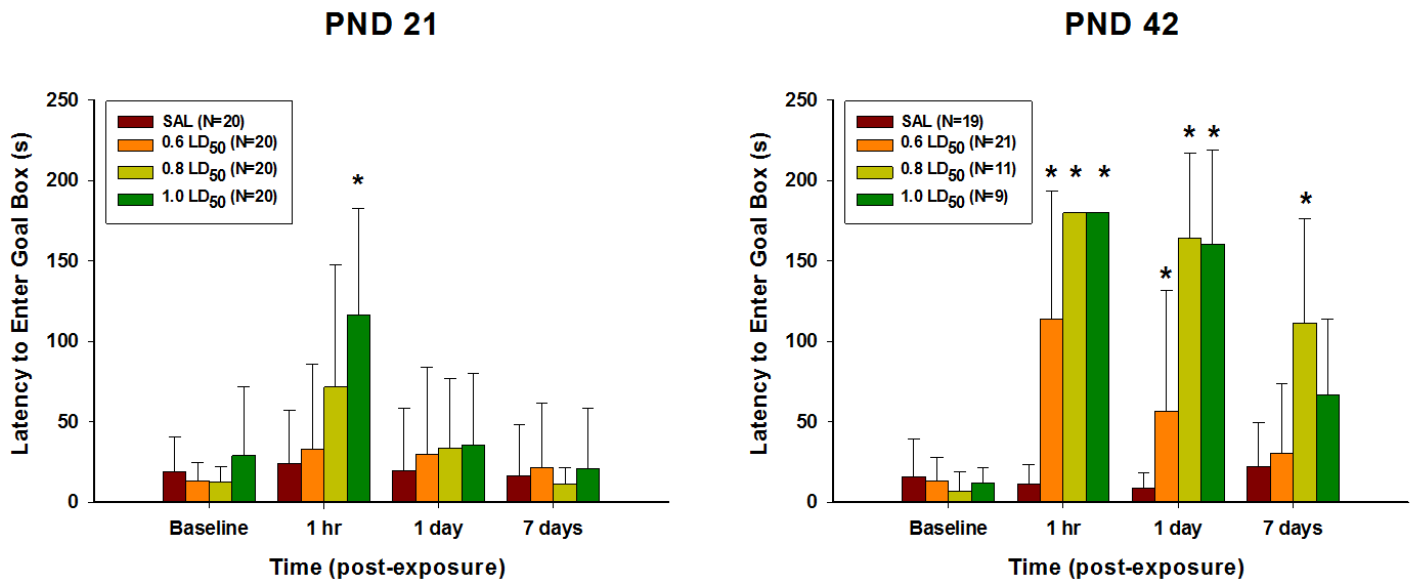 PND 21
PND 42
Latency to Enter Goal Box (s)
250
200
150
100
50
0
SAL (N=20)
0.6 LD50 (N=20)
0.8 LD50 (N=20)
1.0 LD50 (N=20)
*
Baseline
1 hr
1 day
7 days
Time (post-exposure)
Latency to Enter Goal Box (s)
250
200
150
100
50
0
SAL (N=19)
0.6 LD50 (N=21)
0.8 LD50 (N=11)
1.0 LD50 (N=9)
* * *
* * *
*
Baseline
1 hr
1 day
7 days
Time (post-exposure)